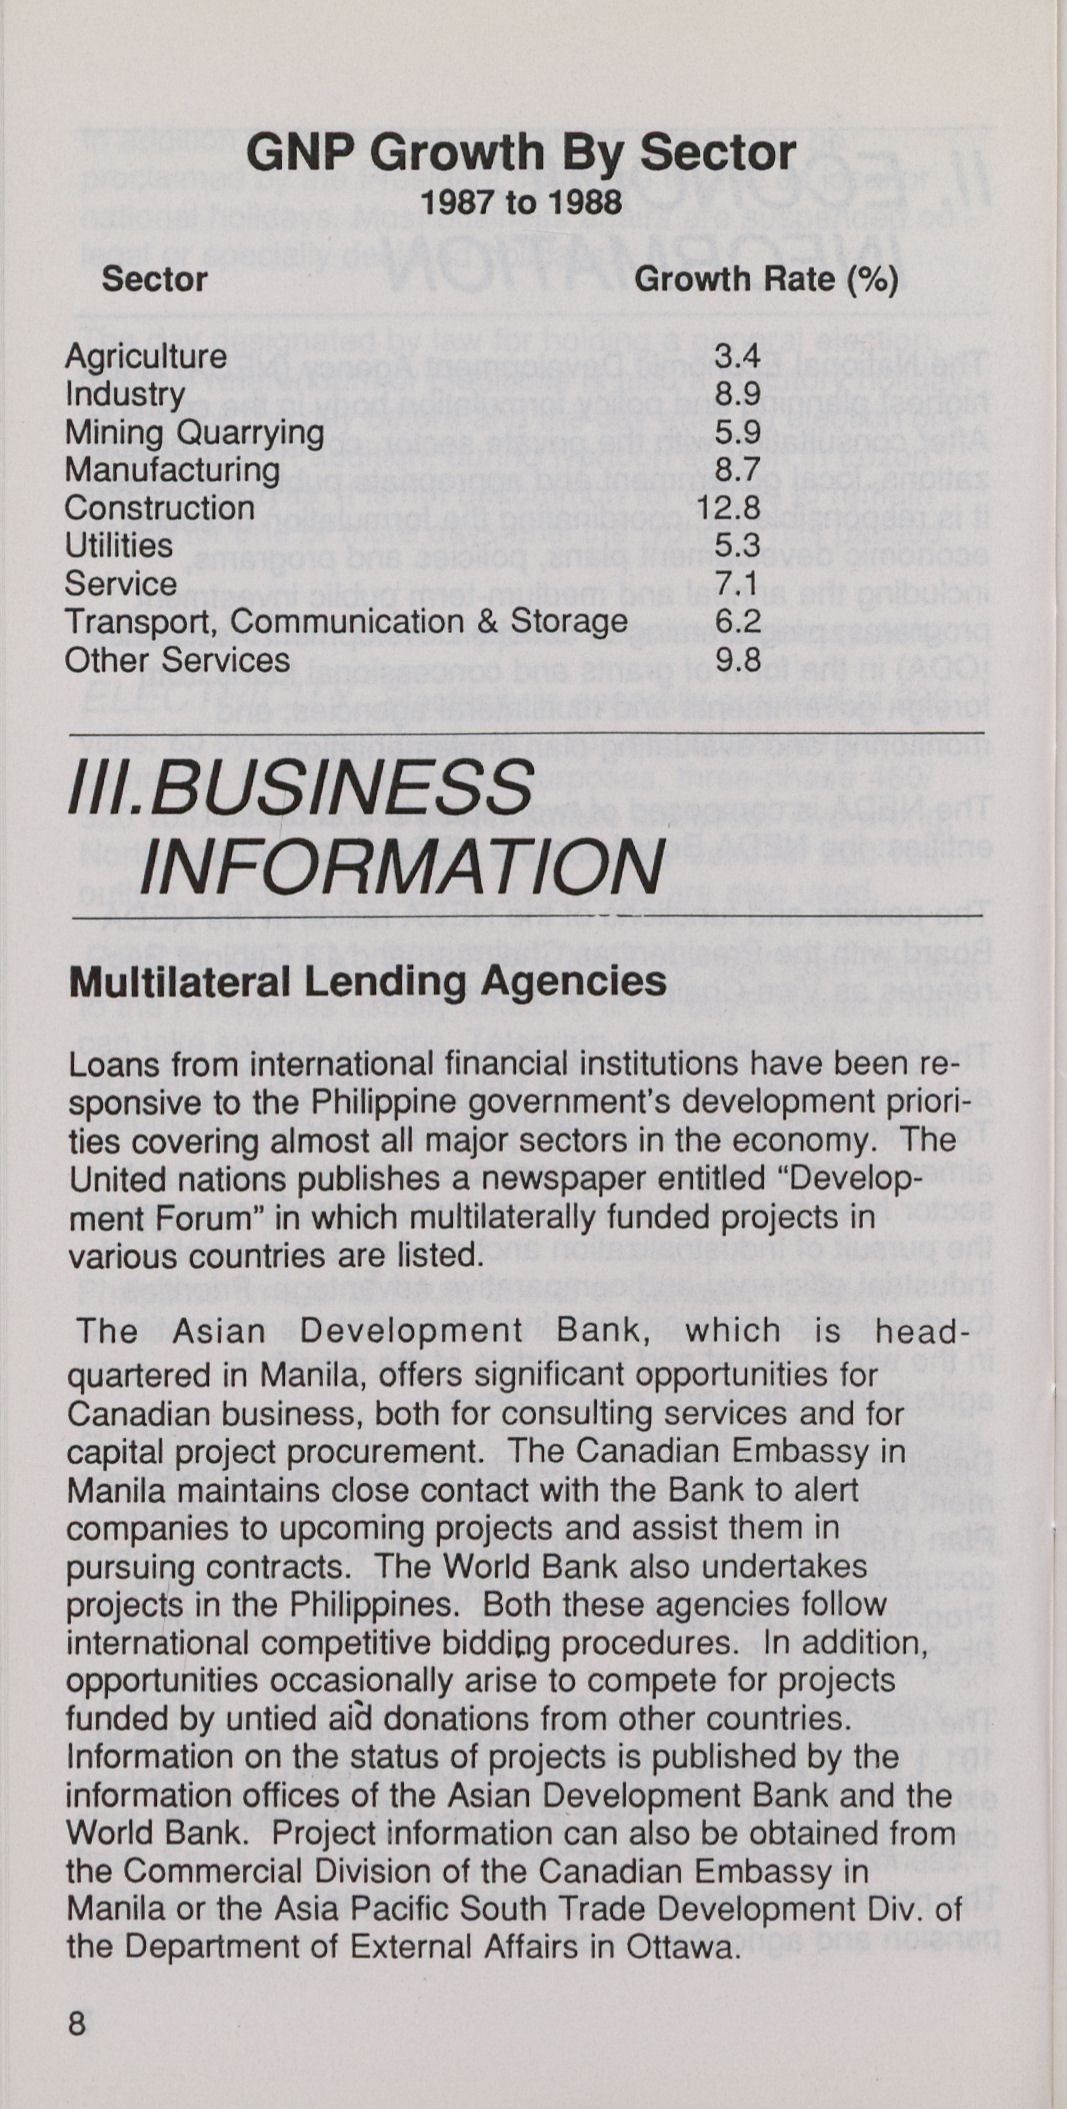 GNP Growth By Sector
1987 to 1988
Sector Growth Rate (%)
Agriculture 3.4
Industry 8.9
Mining Quarrying 5.9
Manufacturing 8.7
Construction 12.8
Utilities 5.3
Service 7.1
Transport, Communication & Storage 6.2
Other Services 9.8
III.BUSINESS
INFORMATION
Multilateral Lending Agencies
Loans from international financial institutions have been re-
sponsive to the Philippine government's development priori-
ties covering almost all major sectors in the economy. The
United nations publishes a newspaper entitled "Develop-
ment Forum" in which multilaterally funded projects in
various countries are listed.
The Asian Development Bank, which is head-
quartered in Manila, offers significant opportunities for
Canadian business, both for consulting services and for
capital project procurement. The Canadian Embassy in
Manila maintains close contact with the Bank to alert
companies to upcoming projects and assist them in
pursuing contracts. The World Bank also undertakes
projects in the Philippines. Both these agencies follow
international competitive bidding procedures. In addition,
opportunities occasionally arise to compete for projects
funded by untied aid donations from other countries.
Information on the status of projects is published by the
information offices of the Asian Development Bank and the
World Bank. Project information can also be obtained from
the Commercial Division of the Canadian Embassy in
Manila or the Asia Pacific South Trade Development Div. of
the Department of External Affairs in Ottawa.
8